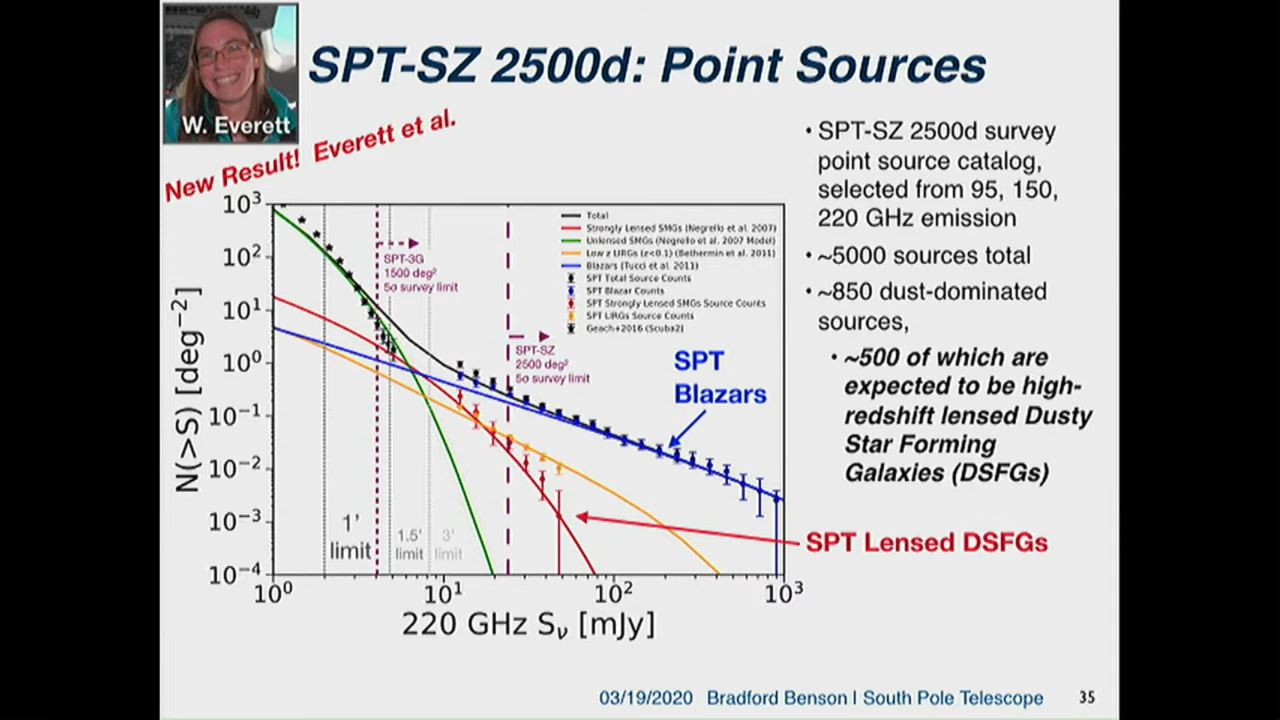 SPT-SZ 2500d: Point Sources
W. Everett
New Result! Everett et al.
• SPT-SZ 2500d survey
point source catalog,
selected from 95, 150,
220 GHz emission
• ~5000 sources total
• ~850 dust-dominated
sources,
• ~500 of which are
expected to be high-
redshift lensed Dusty
Star Forming
Galaxies (DSFGs)
N(>S) [deg⁻²]
10³
10²
10¹
10⁰
10⁻¹
10⁻²
10⁻³
10⁻⁴
Total
Strongly Lensed SMGs (Negrello et al. 2007)
Unlensed SMGs (Negrello et al. 2007 Model)
Low z LIRGs (z<0.1) (Bethermin et al. 2011)
Blazars (Tucci et al. 2011)
SPT Total Source Counts
SPT Blazar Counts
SPT Strongly Lensed SMGs Source Counts
SPT LIRGs Source Counts
Geach+2016 (Scuba2)
SPT-3G
1500 deg²
5σ survey limit
SPT-SZ
2500 deg²
5σ survey limit
SPT
Blazars
SPT Lensed DSFGs
1'
limit
1.5'
limit
3'
limit
10⁰
10¹
10²
10³
220 GHz Sᵥ [mJy]
03/19/2020 Bradford Benson | South Pole Telescope
35